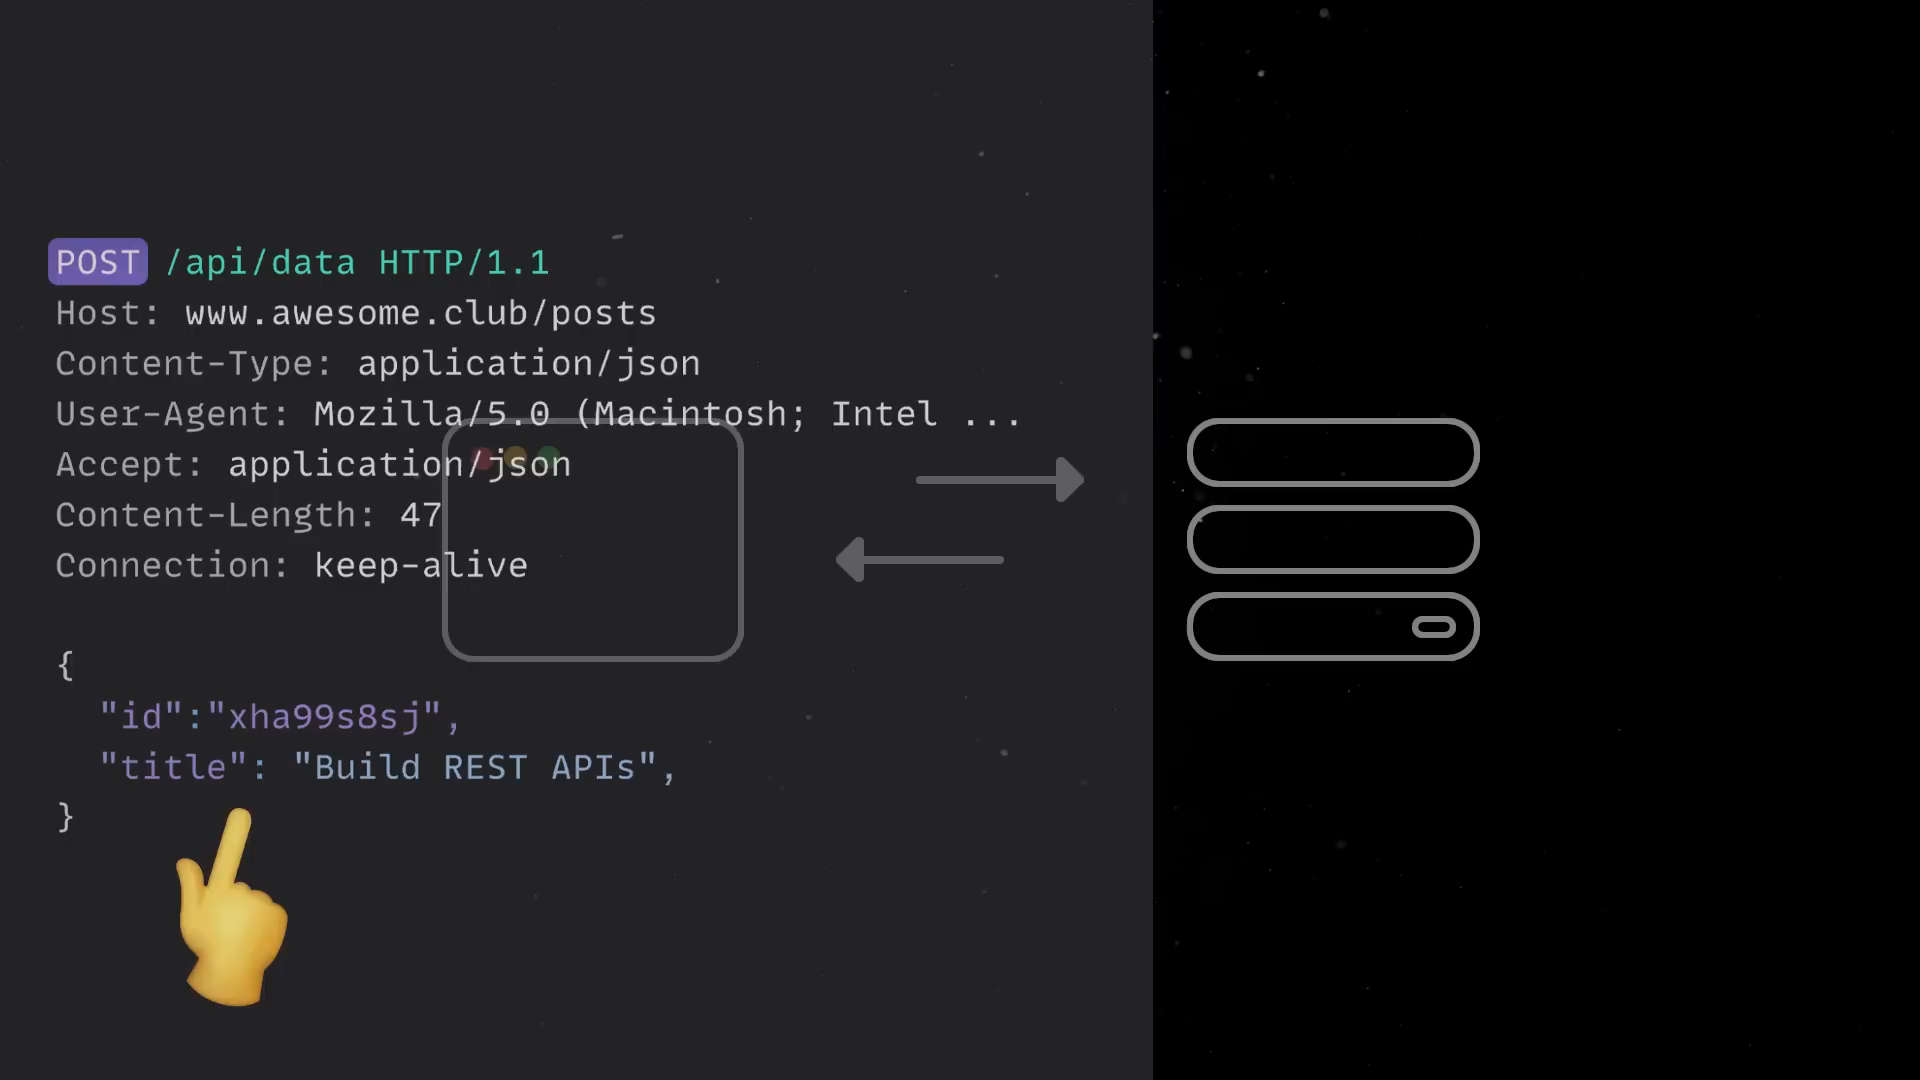 POST /api/data HTTP/1.1
Host: www.awesome.club/posts
Content-Type: application/json
User-Agent: Mozilla/5.0 (Macintosh; Intel ...
Accept: application/json
Content-Length: 47
Connection: keep-alive
{
"id":"xha99s8sj",
"title": "Build REST APIs",
}